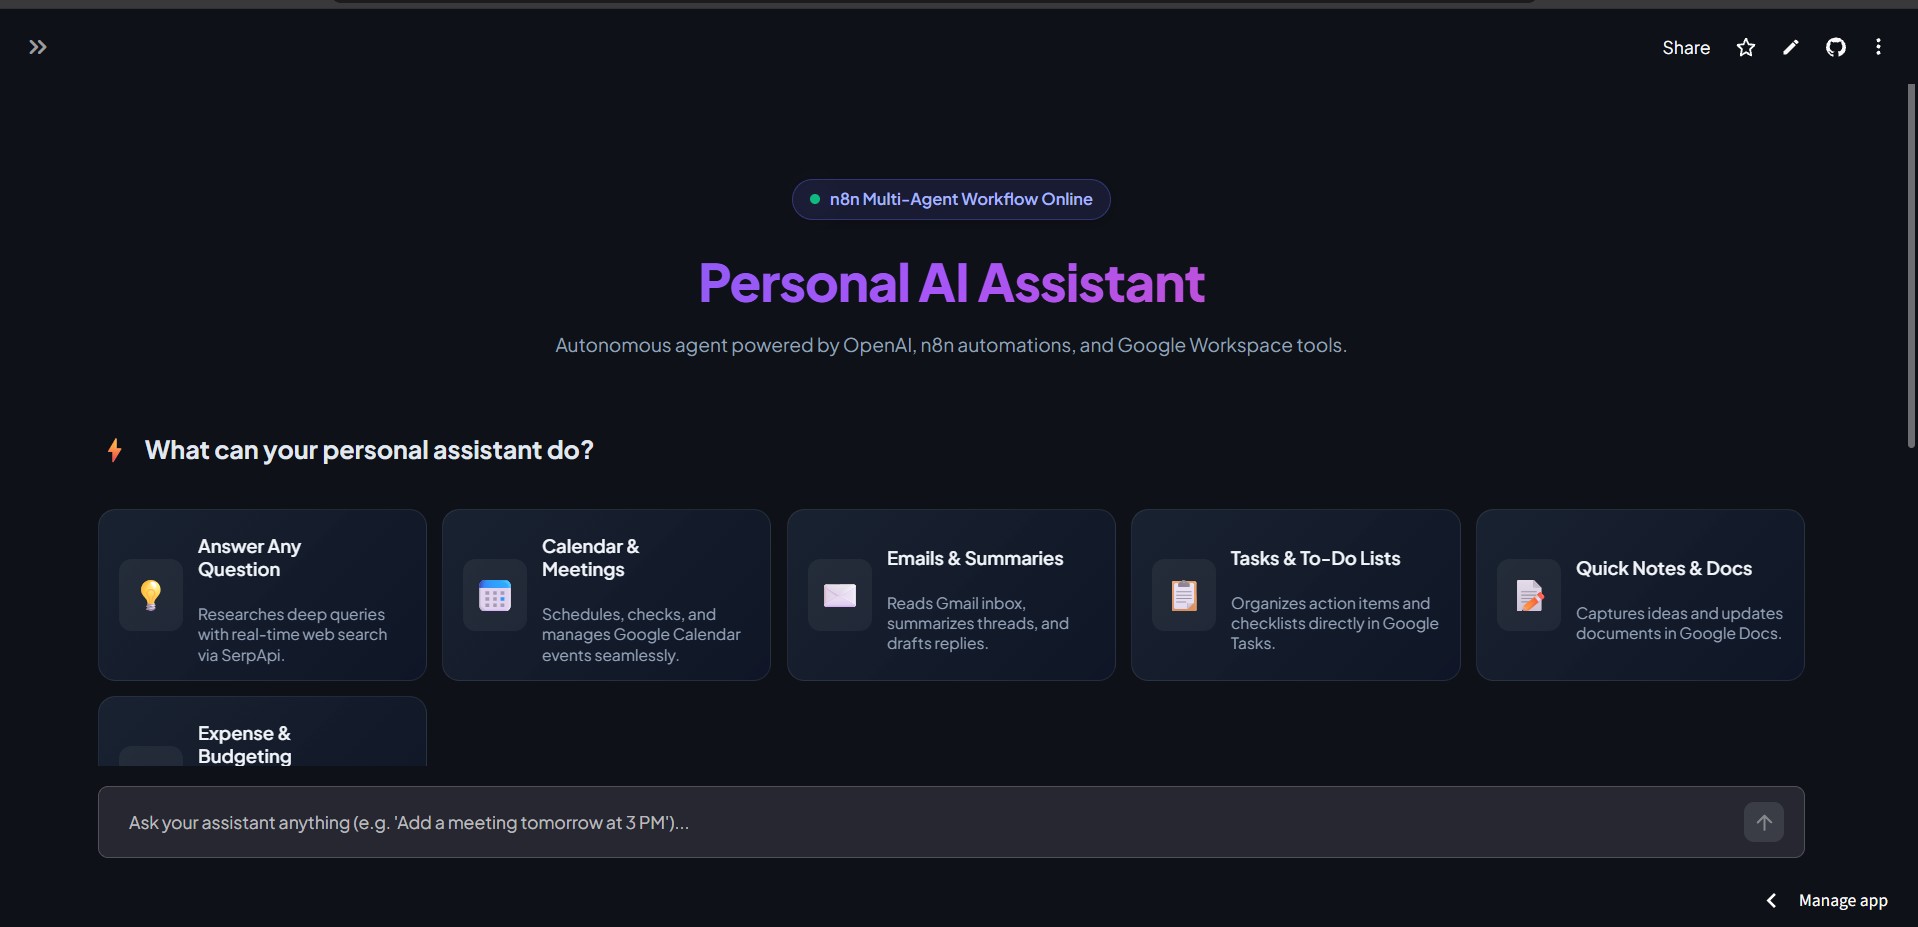 Share
n8n Multi-Agent Workflow Online
Personal AI Assistant
Autonomous agent powered by OpenAI, n8n automations, and Google Workspace tools.
What can your personal assistant do?
Answer Any
Question
Researches deep queries
with real-time web search
via SerpApi.
Calendar &
Meetings
Schedules, checks, and
manages Google Calendar
events seamlessly.
Emails & Summaries
Reads Gmail inbox,
summarizes threads, and
drafts replies.
Tasks & To-Do Lists
Organizes action items and
checklists directly in Google
Tasks.
Quick Notes & Docs
Captures ideas and updates
documents in Google Docs.
Expense &
Budgeting
Ask your assistant anything (e.g. 'Add a meeting tomorrow at 3 PM')...
Manage app